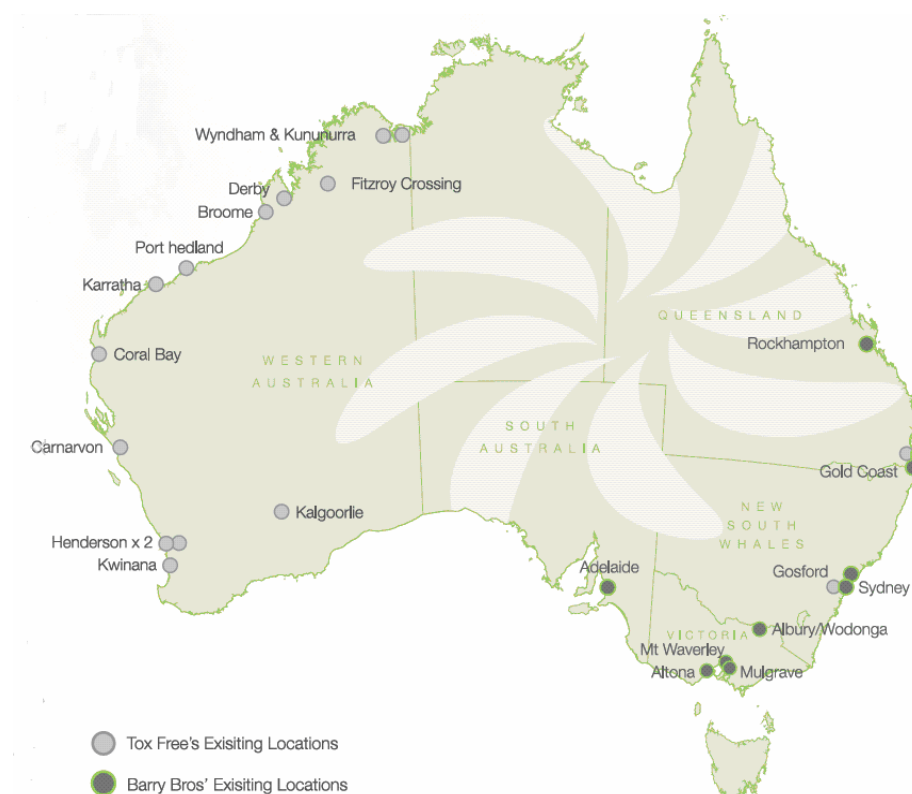 Wyndham & Kununurra
Fitzroy Crossing
Derby
Broome
Port hedland
Karratha
Coral Bay
WESTERN
AUSTRALIA
QUEENSLAND
Rockhampton
SOUTH
AUSTRALIA
Carnarvon
Gold Coast
Kalgoorlie
NEW
SOUTH
WHALES
Henderson x 2
Kwinana
Adelaide
Gosford
Sydney
VICTORIA
Albury/Wodonga
Mt Waverley
Altona
Mulgrave
Tox Free's Exisiting Locations
Barry Bros' Exisiting Locations